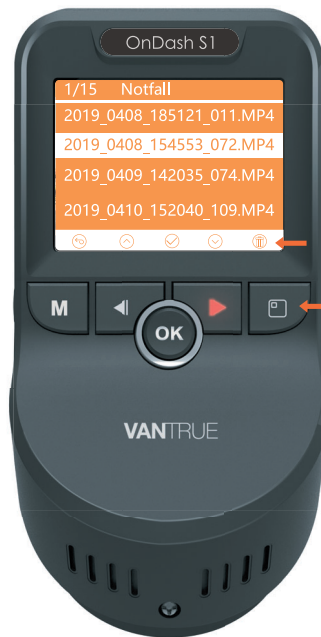 OnDash S1
1/15 Notfall
2019_0408_185121_011.MP4
2019_0408_154553_072.MP4
2019_0409_142035_074.MP4
2019_0410_152040_109.MP4
M
OK
VANTRUE